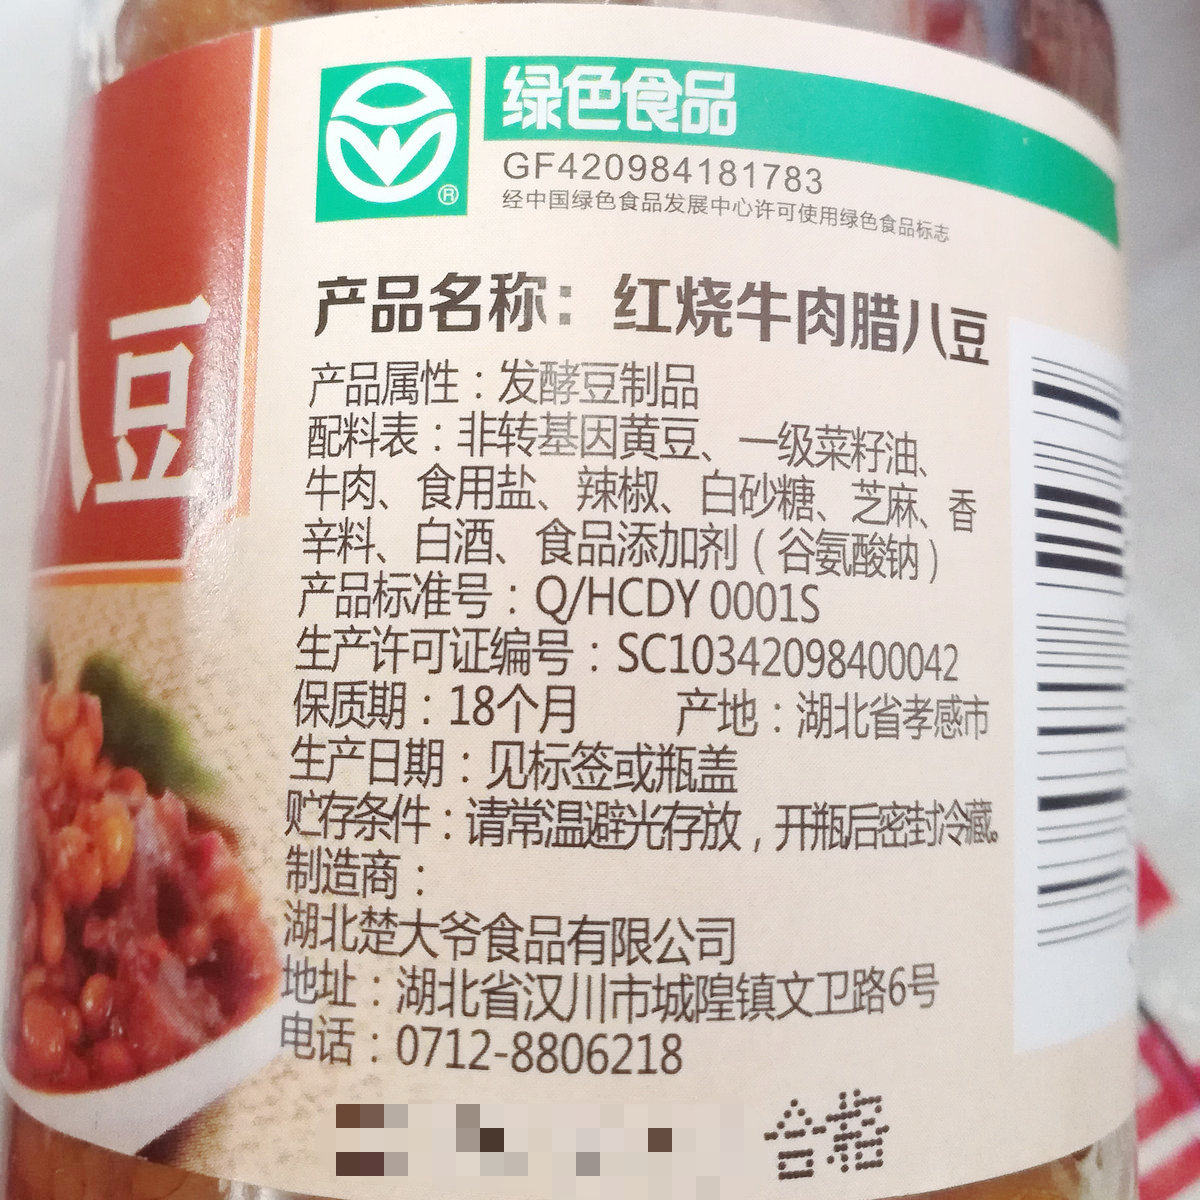 绿色食品
GF420984181783
经中国绿色食品发展中心许可使用绿色食品标志
®
八豆
产品名称：红烧牛肉腊八豆
产品属性：发酵豆制品
配料表：非转基因黄豆、一级菜籽油、
牛肉、食用盐、辣椒、白砂糖、芝麻、香
辛料、白酒、食品添加剂（谷氨酸钠）
产品标准号：Q/HCDY 0001S
生产许可证编号：SC10342098400042
保质期：18个月 产地：湖北省孝感市
生产日期：见标签或瓶盖
贮存条件：请常温避光存放，开瓶后密封冷藏。
制造商：
湖北楚大爷食品有限公司
地址：湖北省汉川市城隍镇文卫路6号
电话：0712-8806218
合格